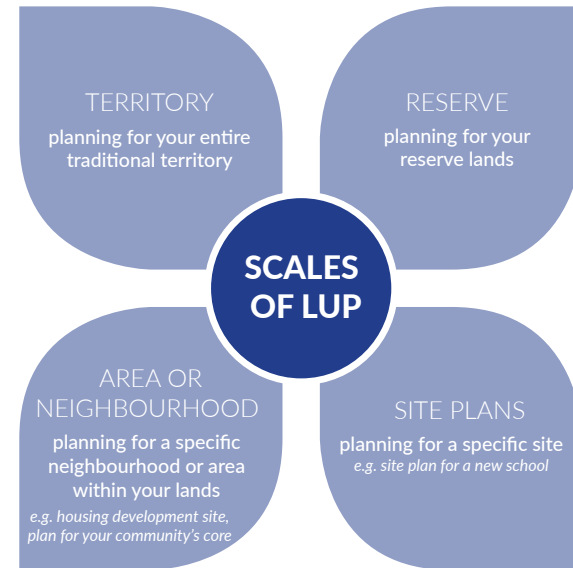 TERRITORY
planning for your entire
traditional territory
RESERVE
planning for your
reserve lands
SCALES
OF LUP
AREA OR
NEIGHBOURHOOD
planning for a specific
neighbourhood or area
within your lands
e.g. housing development site,
plan for your community's core
SITE PLANS
planning for a specific site
e.g. site plan for a new school